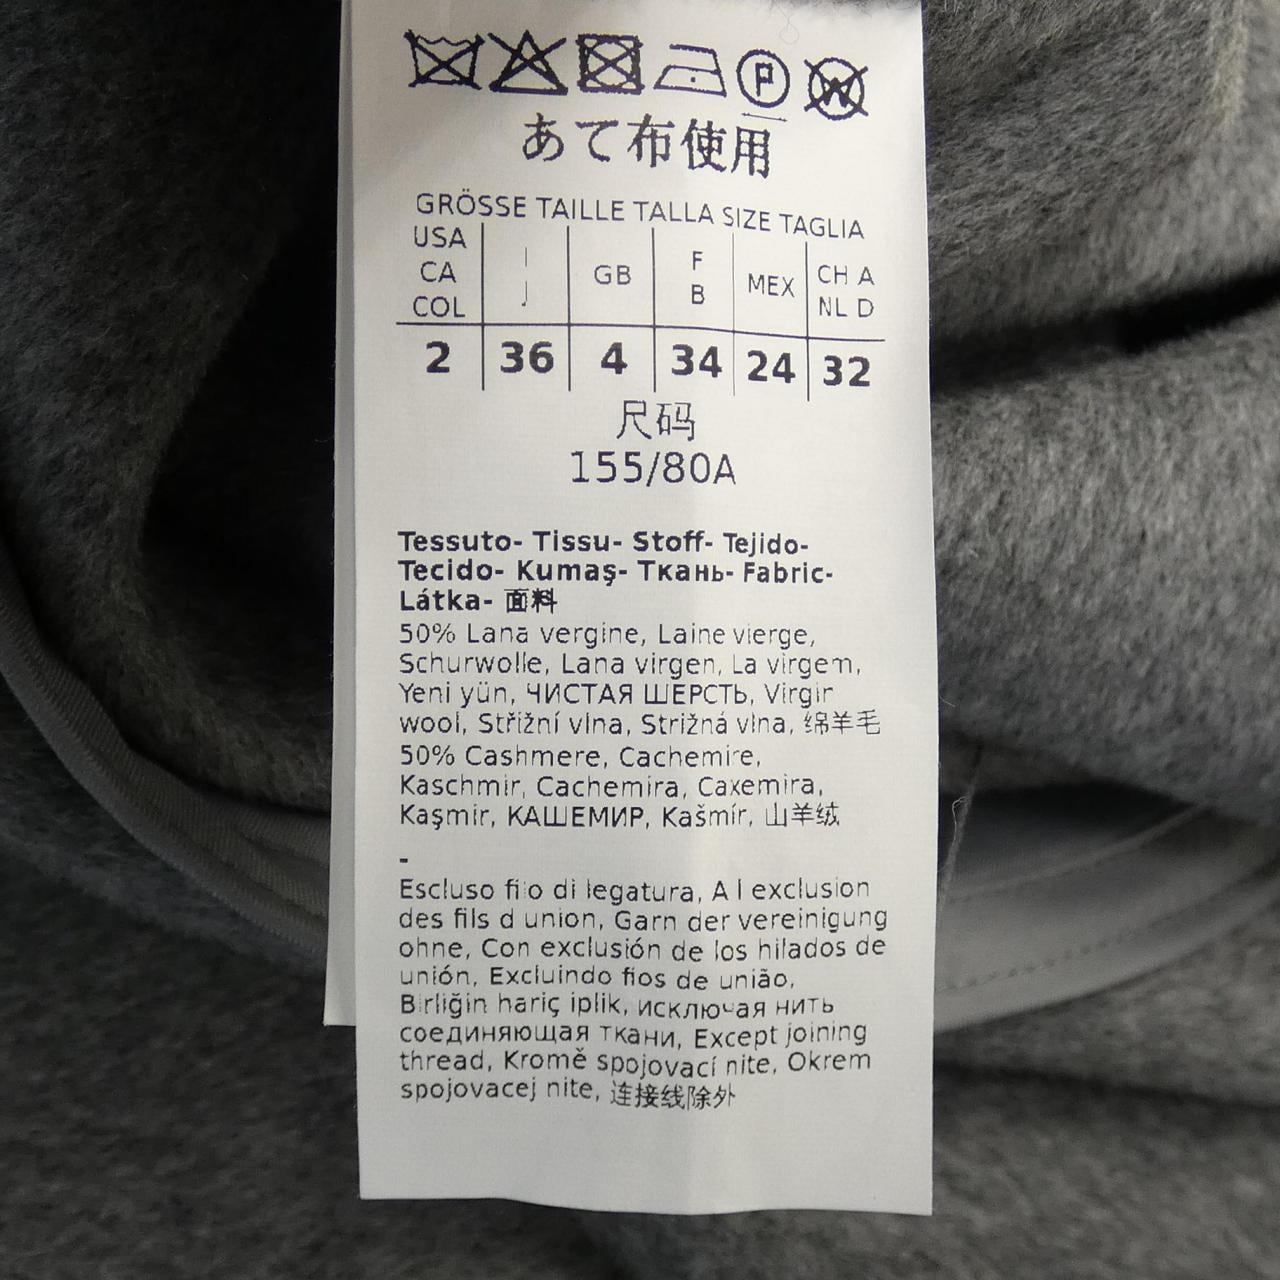 P W
あて布使用
GRÖSSE TAILLE TALLA SIZE TAGLIA
USA CA COL I J GB F B MEX CH A NL D
2 36 4 34 24 32
尺码
155/80A
Tessuto- Tissu- Stoff- Tejido-
Tecido- Kumaş- Ткань- Fabric-
Látka- 面料
50% Lana vergine, Laine vierge,
Schurwolle, Lana virgen, La virgem,
Yeni yün, ЧИСТАЯ ШЕРСТЬ, Virgin
wool, Střižní vlna, Strižná vlna, 绵羊毛
50% Cashmere, Cachemire,
Kaschmir, Cachemira, Caxemira,
Kaşmir, КАШЕМИР, Kašmír, 山羊绒
-
Escluso filo di legatura, A l exclusion
des fils d union, Garn der vereinigung
ohne, Con exclusión de los hilados de
unión, Excluindo fios de união,
Birliğin hariç iplik, исключая нить
соединяющая ткани, Except joining
thread, Kromě spojovací nite, Okrem
spojovacej nite, 连接线除外